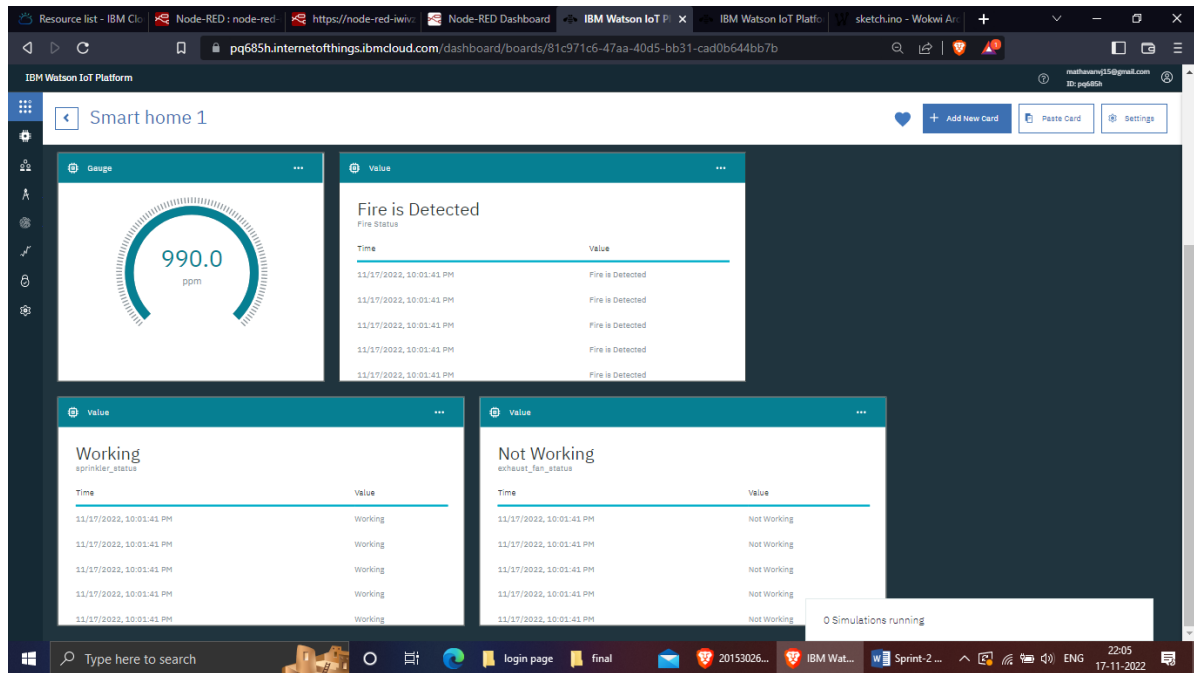 Resource list - IBM Clo
Node-RED : node-red-
https://node-red-iwivz
Node-RED Dashboard
IBM Watson IoT Pl
IBM Watson IoT Platfo
sketch.ino - Wokwi Ard
pq685h.internetofthings.ibmcloud.com/dashboard/boards/81c971c6-47aa-40d5-bb31-cad0b644bb7b
IBM Watson IoT Platform
mathavanvj15@gmail.com
ID: pq685h
Smart home 1
Add New Card
Paste Card
Settings
Gauge
990.0
ppm
Value
Fire is Detected
Fire Status
Time Value
11/17/2022, 10:01:41 PM Fire is Detected
11/17/2022, 10:01:41 PM Fire is Detected
11/17/2022, 10:01:41 PM Fire is Detected
11/17/2022, 10:01:41 PM Fire is Detected
11/17/2022, 10:01:41 PM Fire is Detected
Value
Working
sprinkler_status
Time Value
11/17/2022, 10:01:41 PM Working
11/17/2022, 10:01:41 PM Working
11/17/2022, 10:01:41 PM Working
11/17/2022, 10:01:41 PM Working
11/17/2022, 10:01:41 PM Working
Value
Not Working
exhaust_fan_status
Time Value
11/17/2022, 10:01:41 PM Not Working
11/17/2022, 10:01:41 PM Not Working
11/17/2022, 10:01:41 PM Not Working
11/17/2022, 10:01:41 PM Not Working
11/17/2022, 10:01:41 PM Not Working
0 Simulations running
Type here to search
login page
final
20153026...
IBM Wat...
Sprint-2 ...
ENG
22:05
17-11-2022